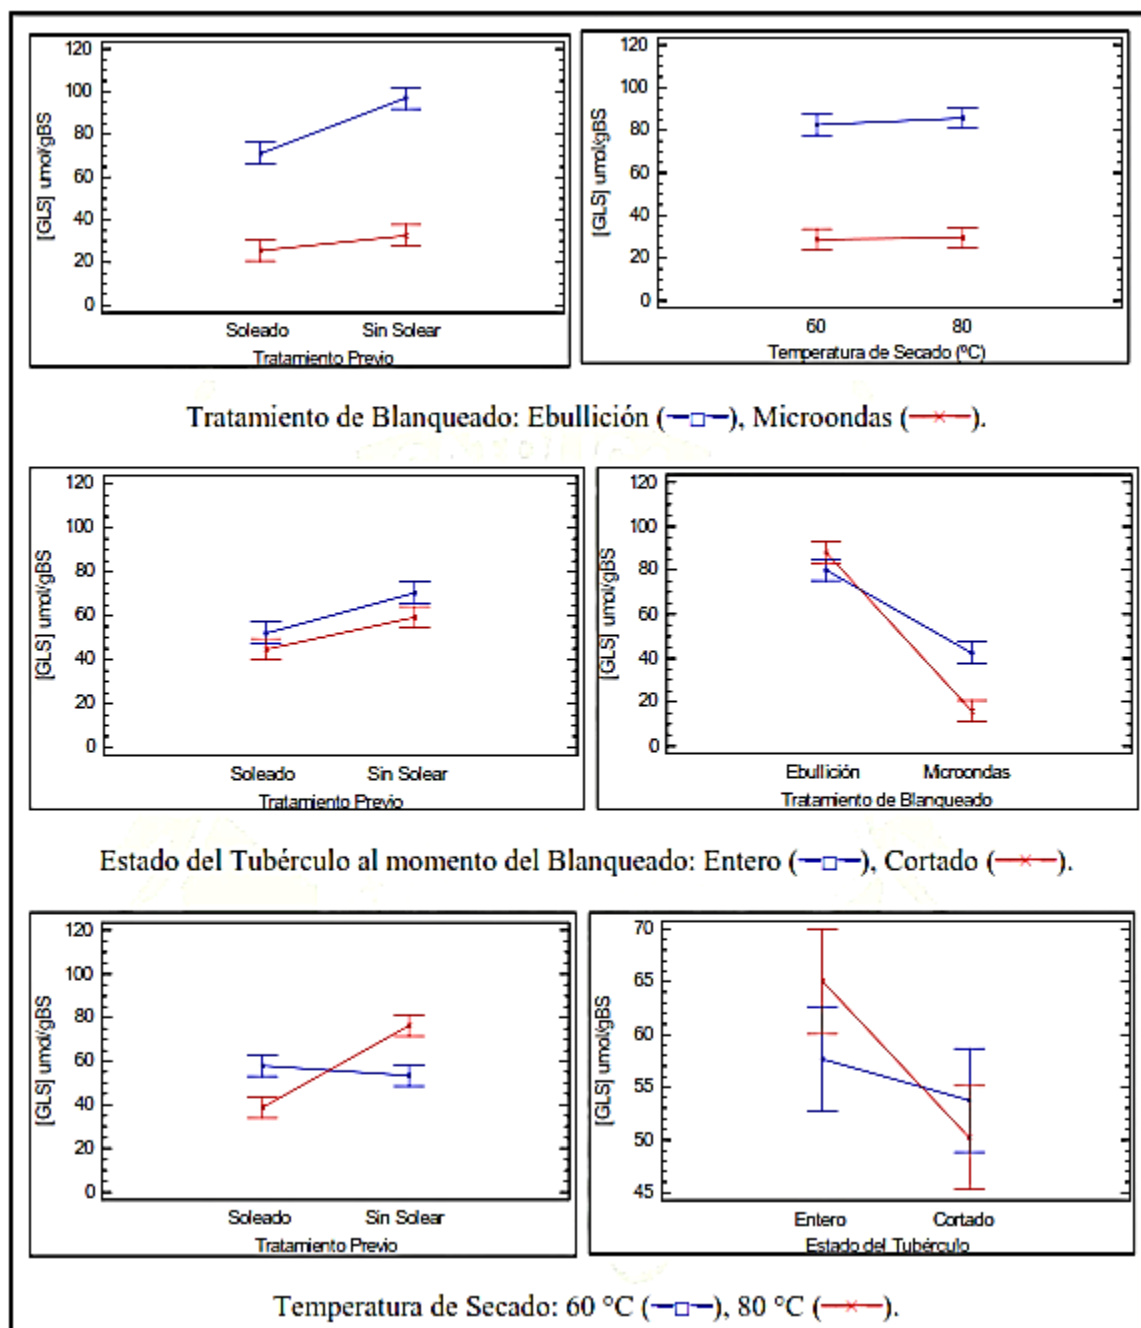 120
100
80
60
40
20
0
[GLS] umol/gBS
Soleado Sin Solear
Tratamiento Previo
120
100
80
60
40
20
0
[GLS] umol/gBS
60 80
Temperatura de Secado (ºC)
Tratamiento de Blanqueado: Ebullición ( ), Microondas ( ).
120
100
80
60
40
20
0
[GLS] umol/gBS
Soleado Sin Solear
Tratamiento Previo
120
100
80
60
40
20
0
[GLS] umol/gBS
Ebullición Microondas
Tratamiento de Blanqueado
Estado del Tubérculo al momento del Blanqueado: Entero ( ), Cortado ( ).
120
100
80
60
40
20
0
[GLS] umol/gBS
Soleado Sin Solear
Tratamiento Previo
70
65
60
55
50
45
[GLS] umol/gBS
Entero Cortado
Estado del Tubérculo
Temperatura de Secado: 60 °C ( ), 80 °C ( ).